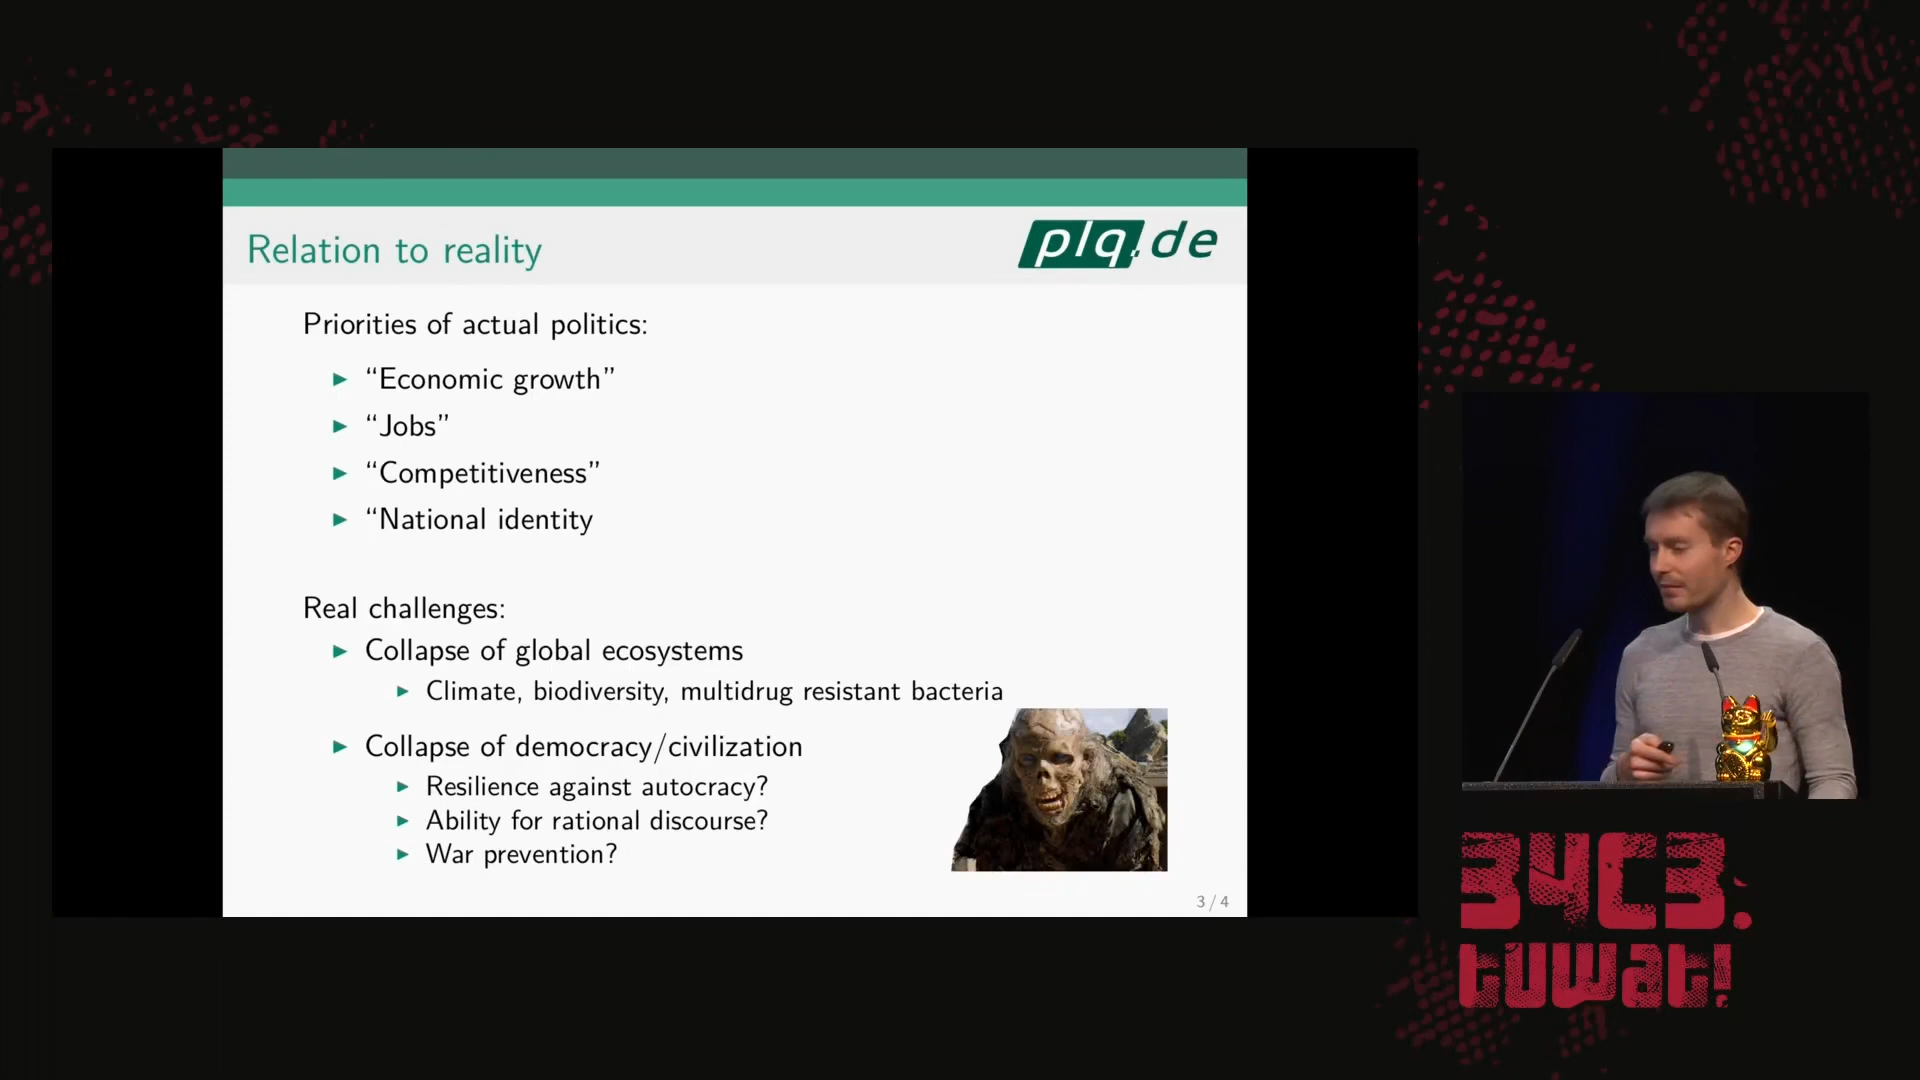 Relation to reality
plq.de
Priorities of actual politics:
▶ “Economic growth”
▶ “Jobs”
▶ “Competitiveness”
▶ “National identity
Real challenges:
▶ Collapse of global ecosystems
▶ Climate, biodiversity, multidrug resistant bacteria
▶ Collapse of democracy/civilization
▶ Resilience against autocracy?
▶ Ability for rational discourse?
▶ War prevention?
3 / 4
34C3.
tuwat!